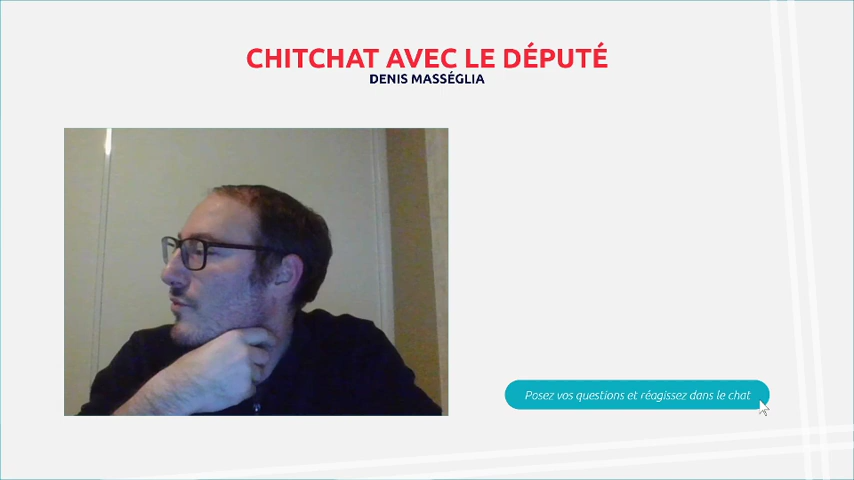 CHITCHAT AVEC LE DÉPUTÉ
DENIS MASSÉGLIA
Posez vos questions et réagissez dans le chat